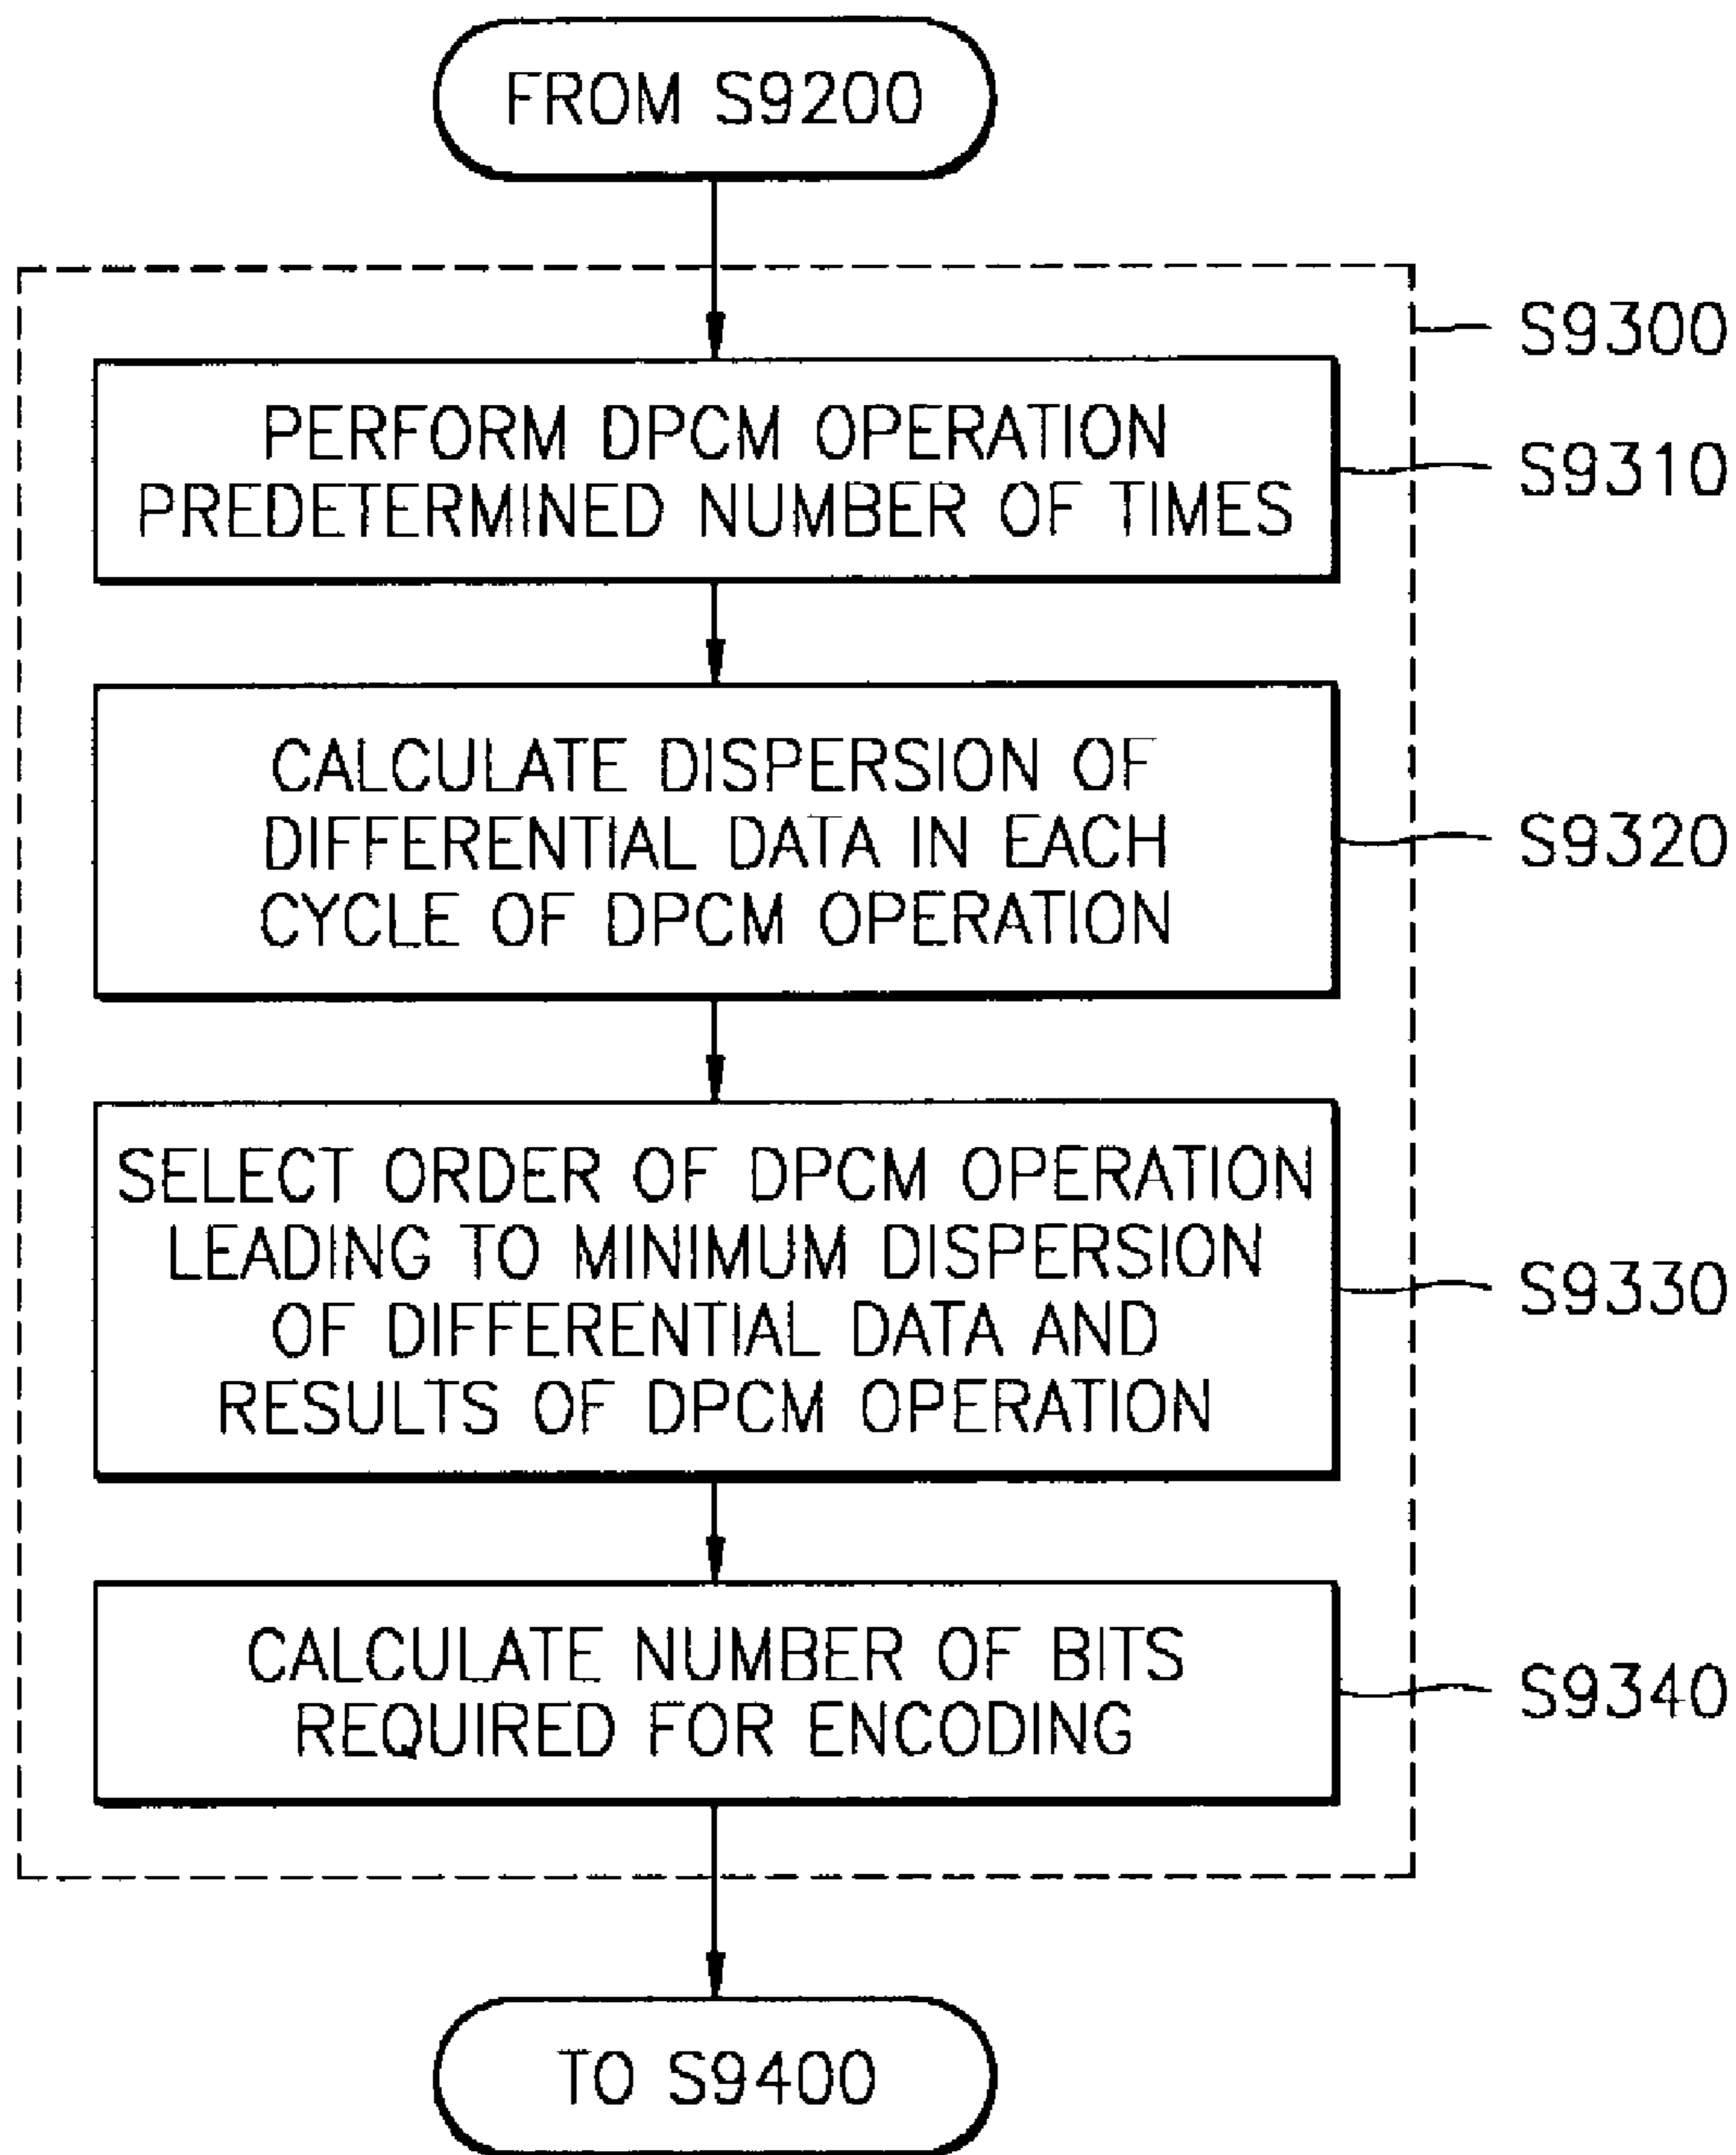 FROM S9200
S9300
PERFORM DPCM OPERATION
PREDETERMINED NUMBER OF TIMES
S9310
CALCULATE DISPERSION OF
DIFFERENTIAL DATA IN EACH
CYCLE OF DPCM OPERATION
S9320
SELECT ORDER OF DPCM OPERATION
LEADING TO MINIMUM DISPERSION
OF DIFFERENTIAL DATA AND
RESULTS OF DPCM OPERATION
S9330
CALCULATE NUMBER OF BITS
REQUIRED FOR ENCODING
S9340
TO S9400